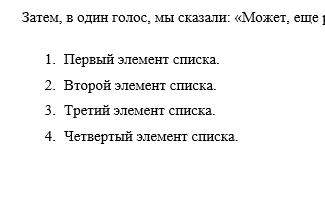 Затем, в один голос, мы сказали: «Может, еще
1. Первый элемент списка.
2. Второй элемент списка.
3. Третий элемент списка.
4. Четвертый элемент списка.